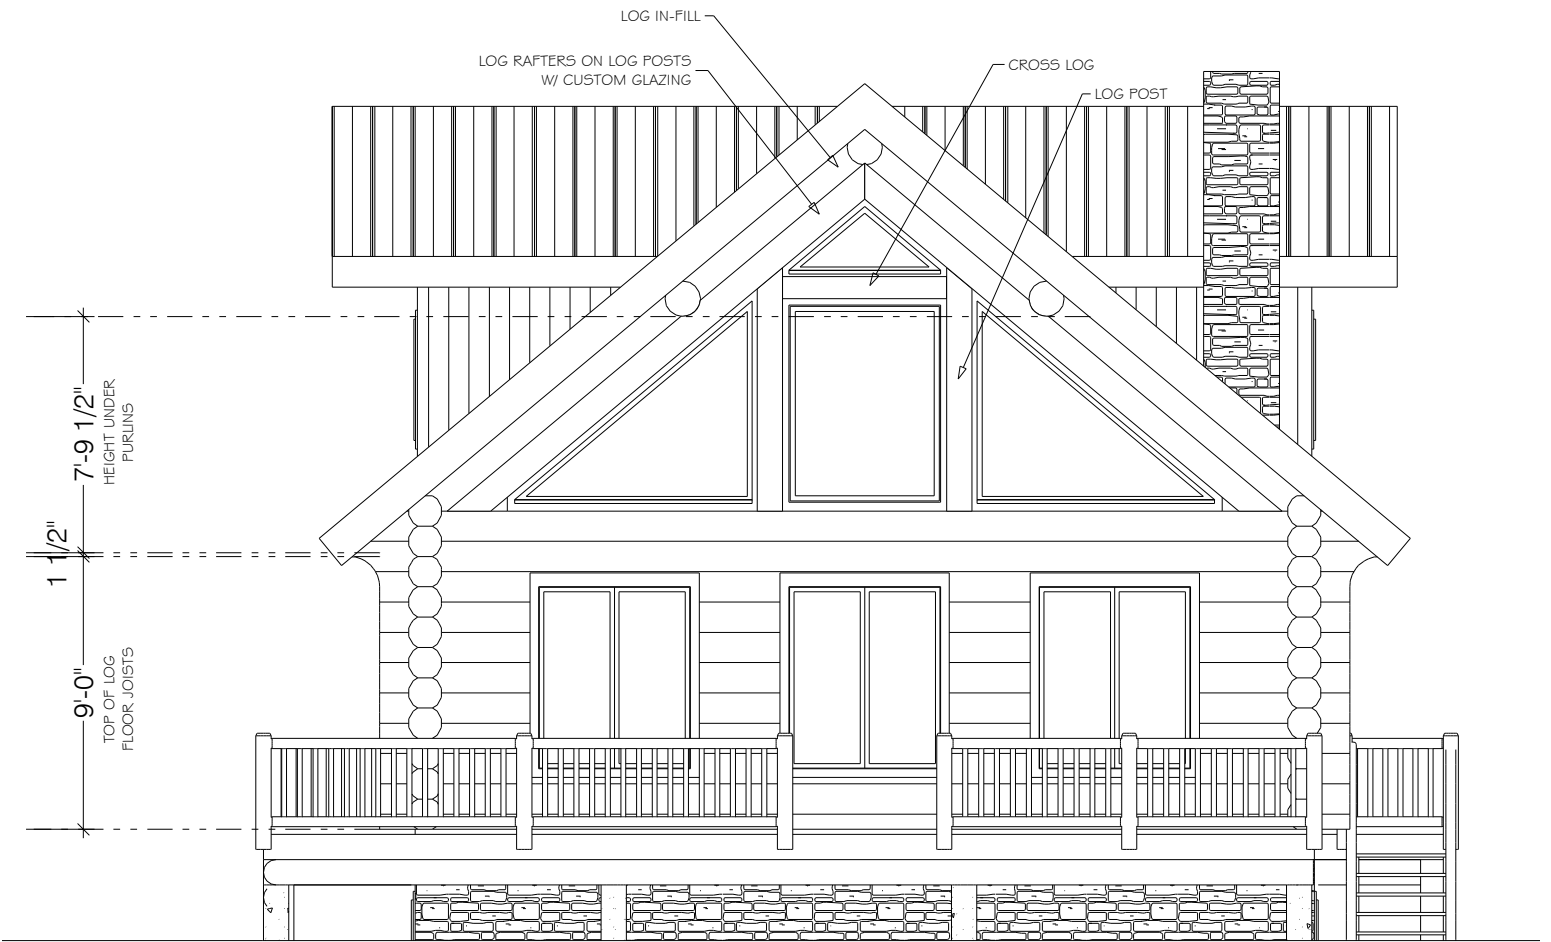 LOG IN-FILL
LOG RAFTERS ON LOG POSTS
W/ CUSTOM GLAZING
CROSS LOG
LOG POST
7'-9 1/2"
HEIGHT UNDER
PURLINS
1 1/2"
9'-0"
TOP OF LOG
FLOOR JOISTS